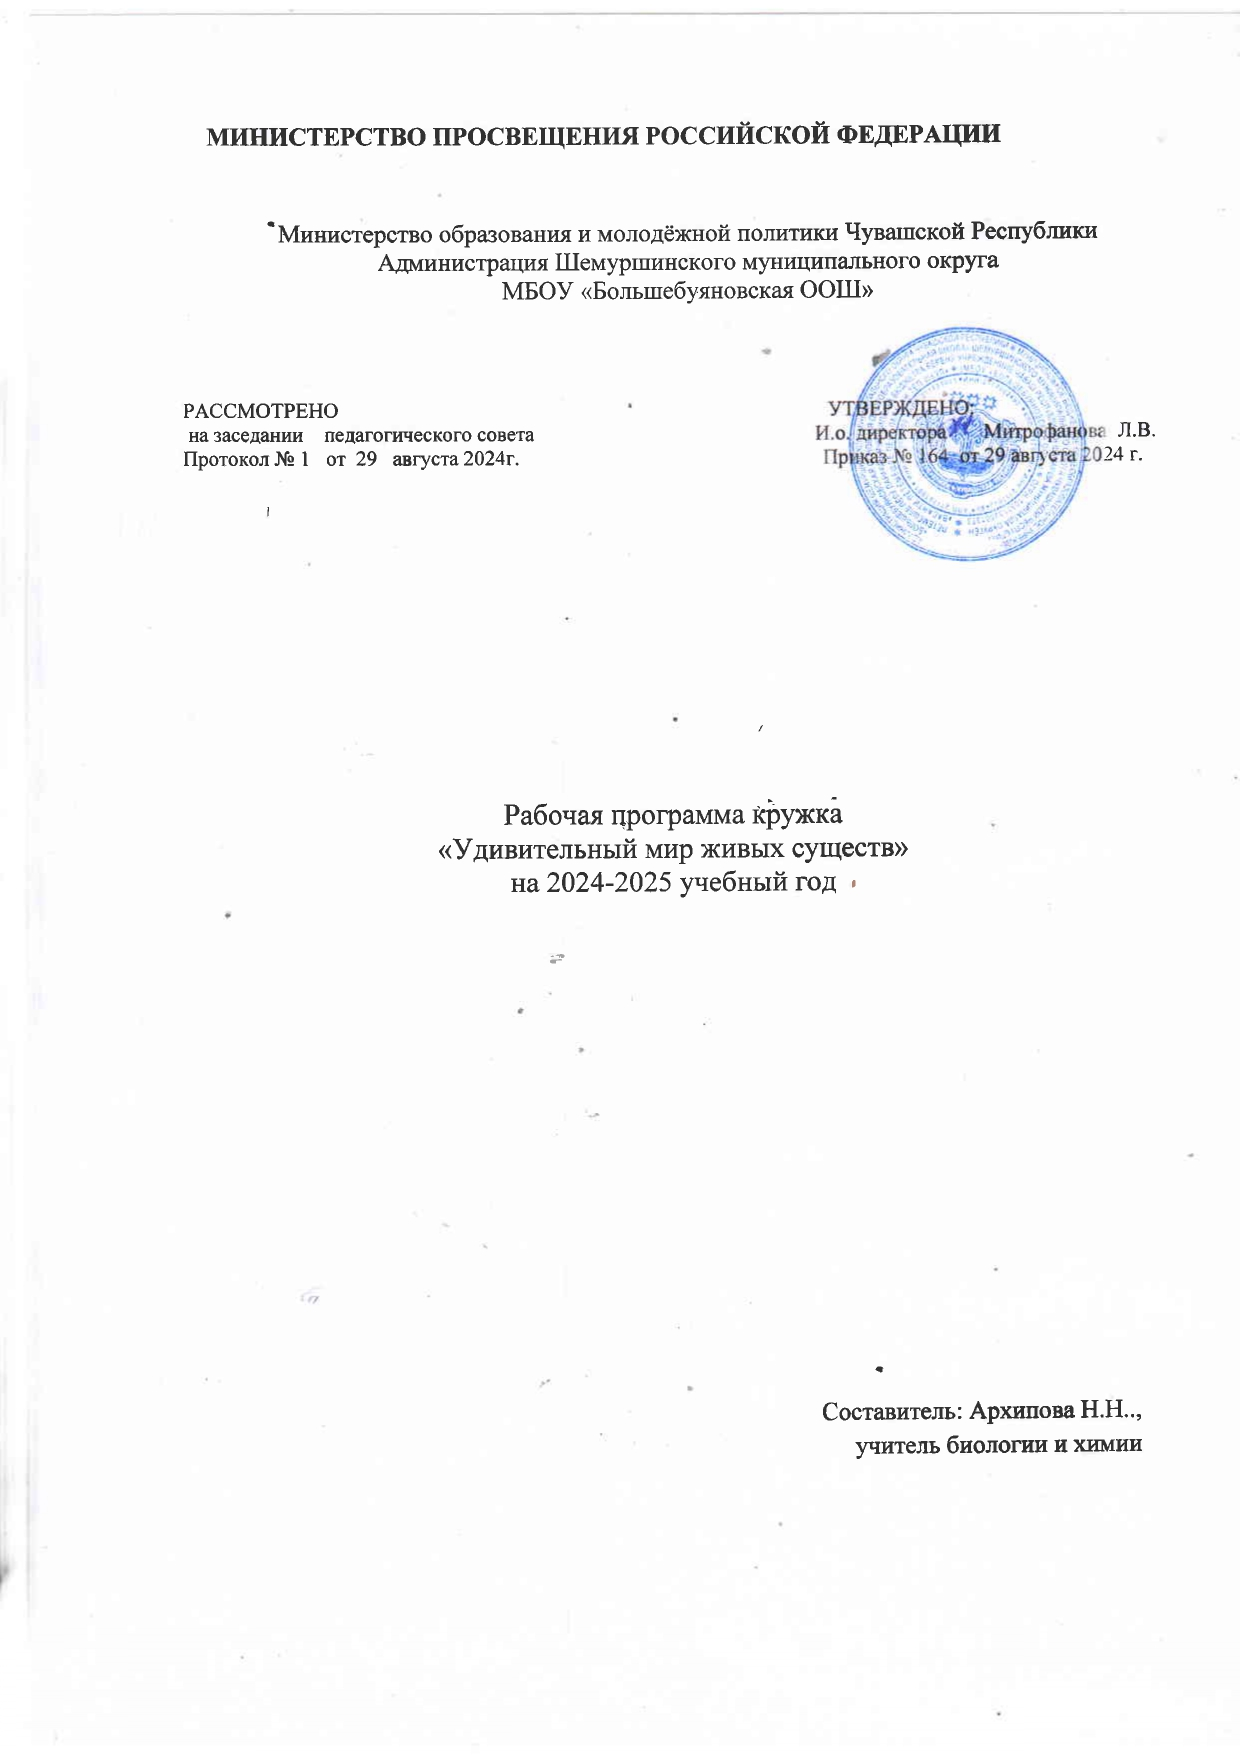 МИНИСТЕРСТВО ПРОСВЕЩЕНИЯ РОССИЙСКОЙ ФЕДЕРАЦИИ
Министерство образования и молодёжной политики Чувашской Республики
Администрация Шемуршинского муниципального округа
МБОУ «Большебуяновская ООШ»
РАССМОТРЕНО
на заседании педагогического совета
Протокол № 1 от 29 августа 2024г.
УТВЕРЖДЕНО:
И.о. директора Митрофанова Л.В.
Приказ № 164 от 29 августа 2024 г.
Рабочая программа кружка
«Удивительный мир живых существ»
на 2024-2025 учебный год
Составитель: Архипова Н.Н..,
учитель биологии и химии